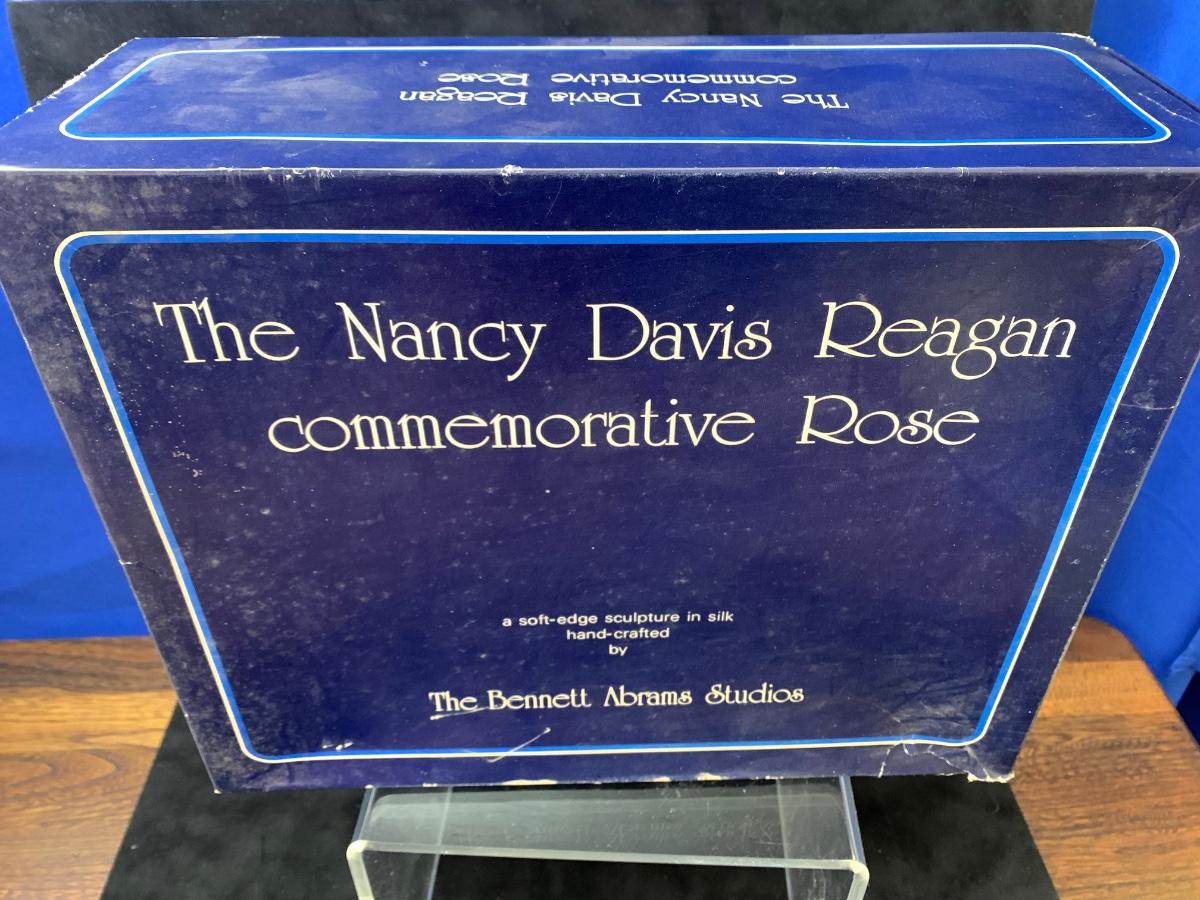 The Nancy Davis Reagan
commemorative Rose
The Nancy Davis Reagan
commemorative Rose
a soft-edge sculpture in silk
hand-crafted
by
The Bennett Abrams Studios